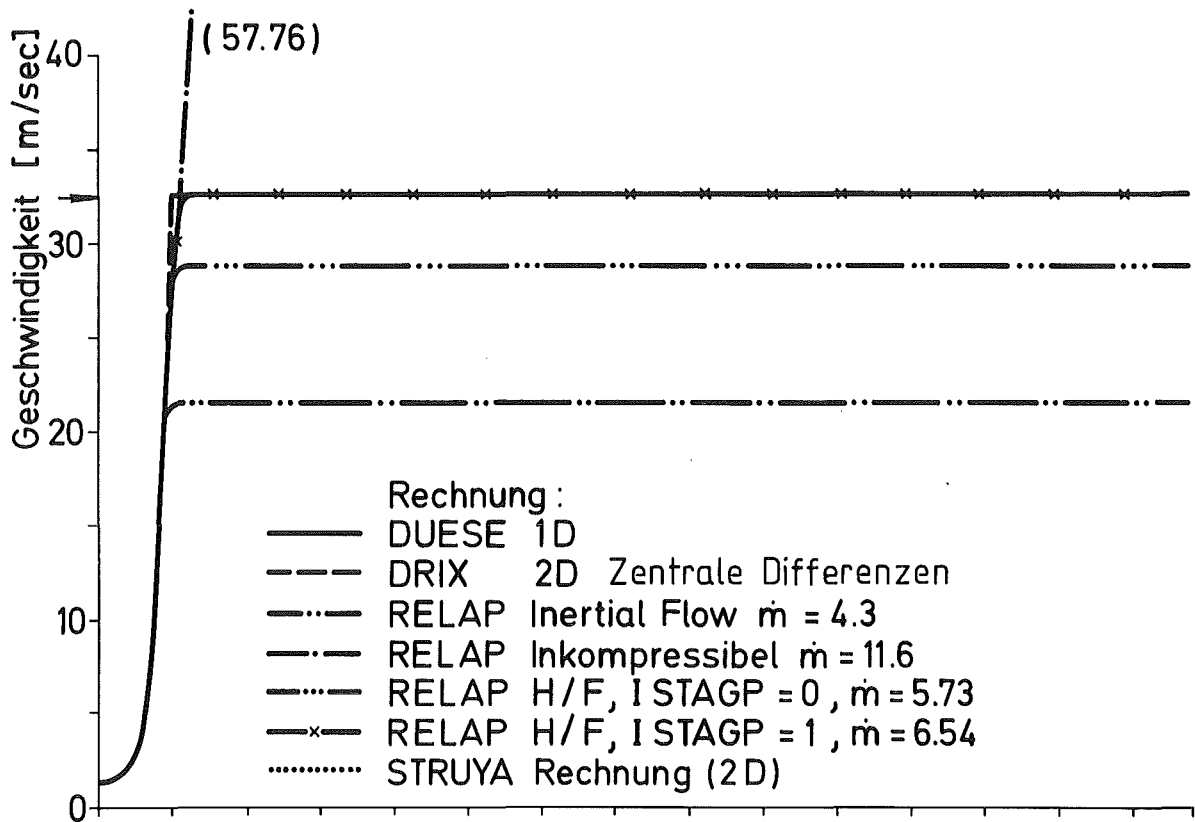 (57.76)
Geschwindigkeit [m/sec]
40
30
20
10
0
Rechnung:
DUESE 1D
DRIX 2D Zentrale Differenzen
RELAP Inertial Flow ṁ = 4.3
RELAP Inkompressibel ṁ = 11.6
RELAP H/F, I STAGP = 0, ṁ = 5.73
RELAP H/F, I STAGP = 1, ṁ = 6.54
STRUYA Rechnung (2D)